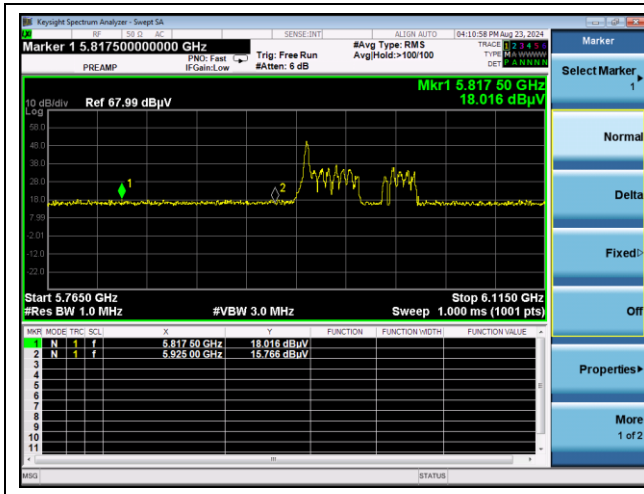 Keysight Spectrum Analyzer - Swept SA
RF 50 Ω AC SENSE:INT ALIGN AUTO 04:10:58 PM Aug 23, 2024
Marker 1 5.817500000000 GHz
#Avg Type: RMS
TRACE 1 2 3 4 5 6
PNO: Fast Trig: Free Run Avg|Hold:>100/100
TYPE M A W W W W
PREAMP IFGain:Low #Atten: 6 dB
DET P A N N N N
Mkr1 5.817 50 GHz
18.016 dBµV
10 dB/div Ref 67.99 dBµV
Log
58.0
48.0
38.0
28.0
18.0
7.99
-2.01
-12.0
-22.0
1
2
Start 5.7650 GHz Stop 6.1150 GHz
#Res BW 1.0 MHz #VBW 3.0 MHz Sweep 1.000 ms (1001 pts)
MKR MODE TRC SCL X Y FUNCTION FUNCTION WIDTH FUNCTION VALUE
1 N 1 f 5.817 50 GHz 18.016 dBµV
2 N 1 f 5.925 00 GHz 15.766 dBµV
3
4
5
6
7
8
9
10
11
MSG STATUS
Marker
Select Marker
1
Normal
Delta
Fixed
Off
Properties
More
1 of 2